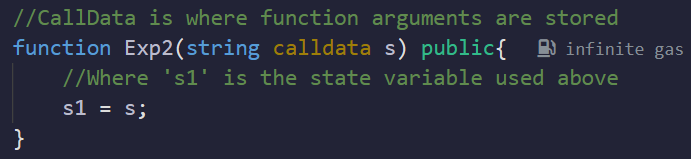 //CallData is where function arguments are stored
function Exp2(string calldata s) public{ infinite gas
//Where 's1' is the state variable used above
s1 = s;
}